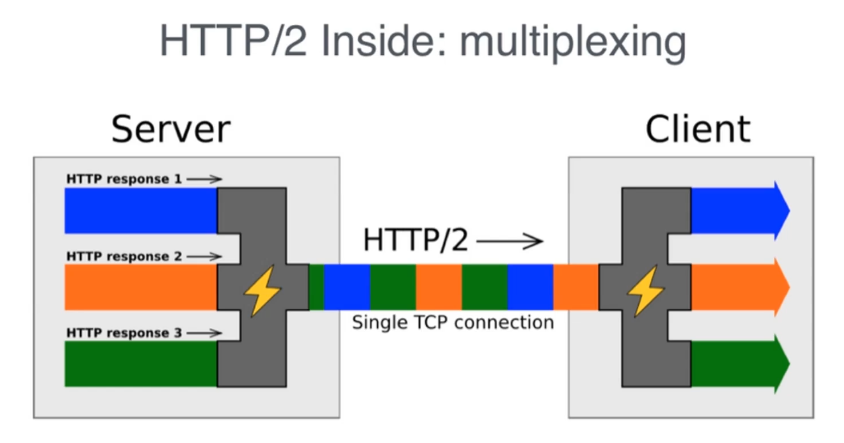 HTTP/2 Inside: multiplexing
Server
Client
HTTP response 1
HTTP response 2
HTTP response 3
HTTP/2
Single TCP connection